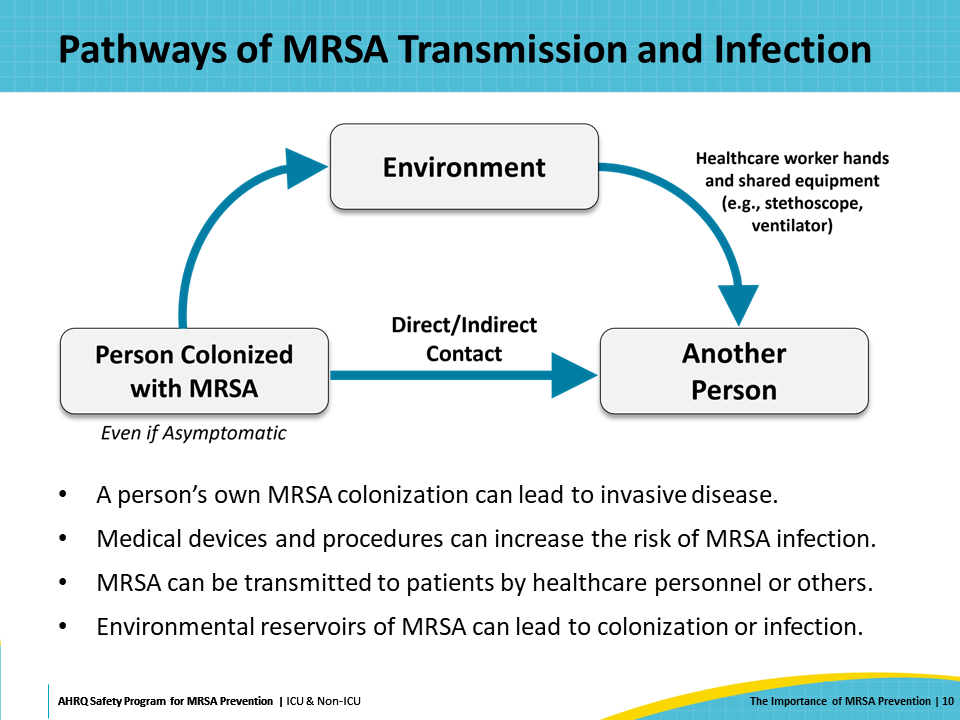 Pathways of MRSA Transmission and Infection
Environment
Healthcare worker hands
and shared equipment
(e.g., stethoscope,
ventilator)
Direct/Indirect
Contact
Person Colonized
with MRSA
Another
Person
Even if Asymptomatic
• A person’s own MRSA colonization can lead to invasive disease.
• Medical devices and procedures can increase the risk of MRSA infection.
• MRSA can be transmitted to patients by healthcare personnel or others.
• Environmental reservoirs of MRSA can lead to colonization or infection.
AHRQ Safety Program for MRSA Prevention | ICU & Non-ICU
The Importance of MRSA Prevention | 10